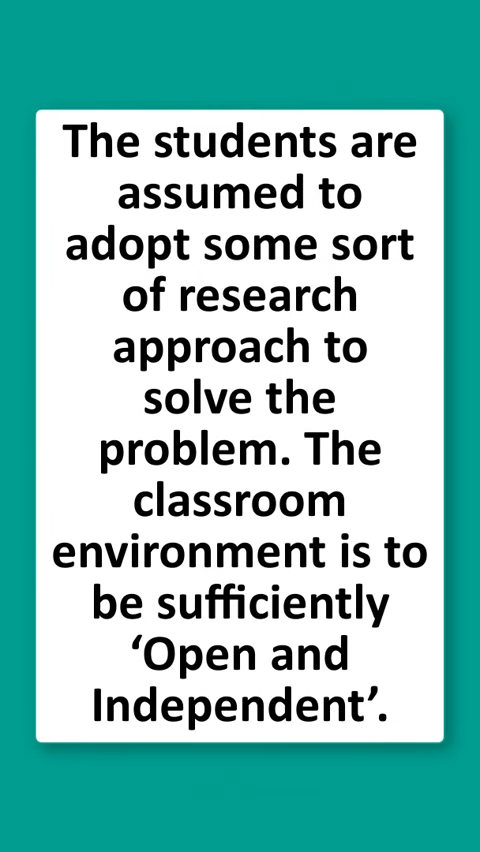 The students are
assumed to
adopt some sort
of research
approach to
solve the
problem. The
classroom
environment is to
be sufficiently
‘Open and
Independent’.